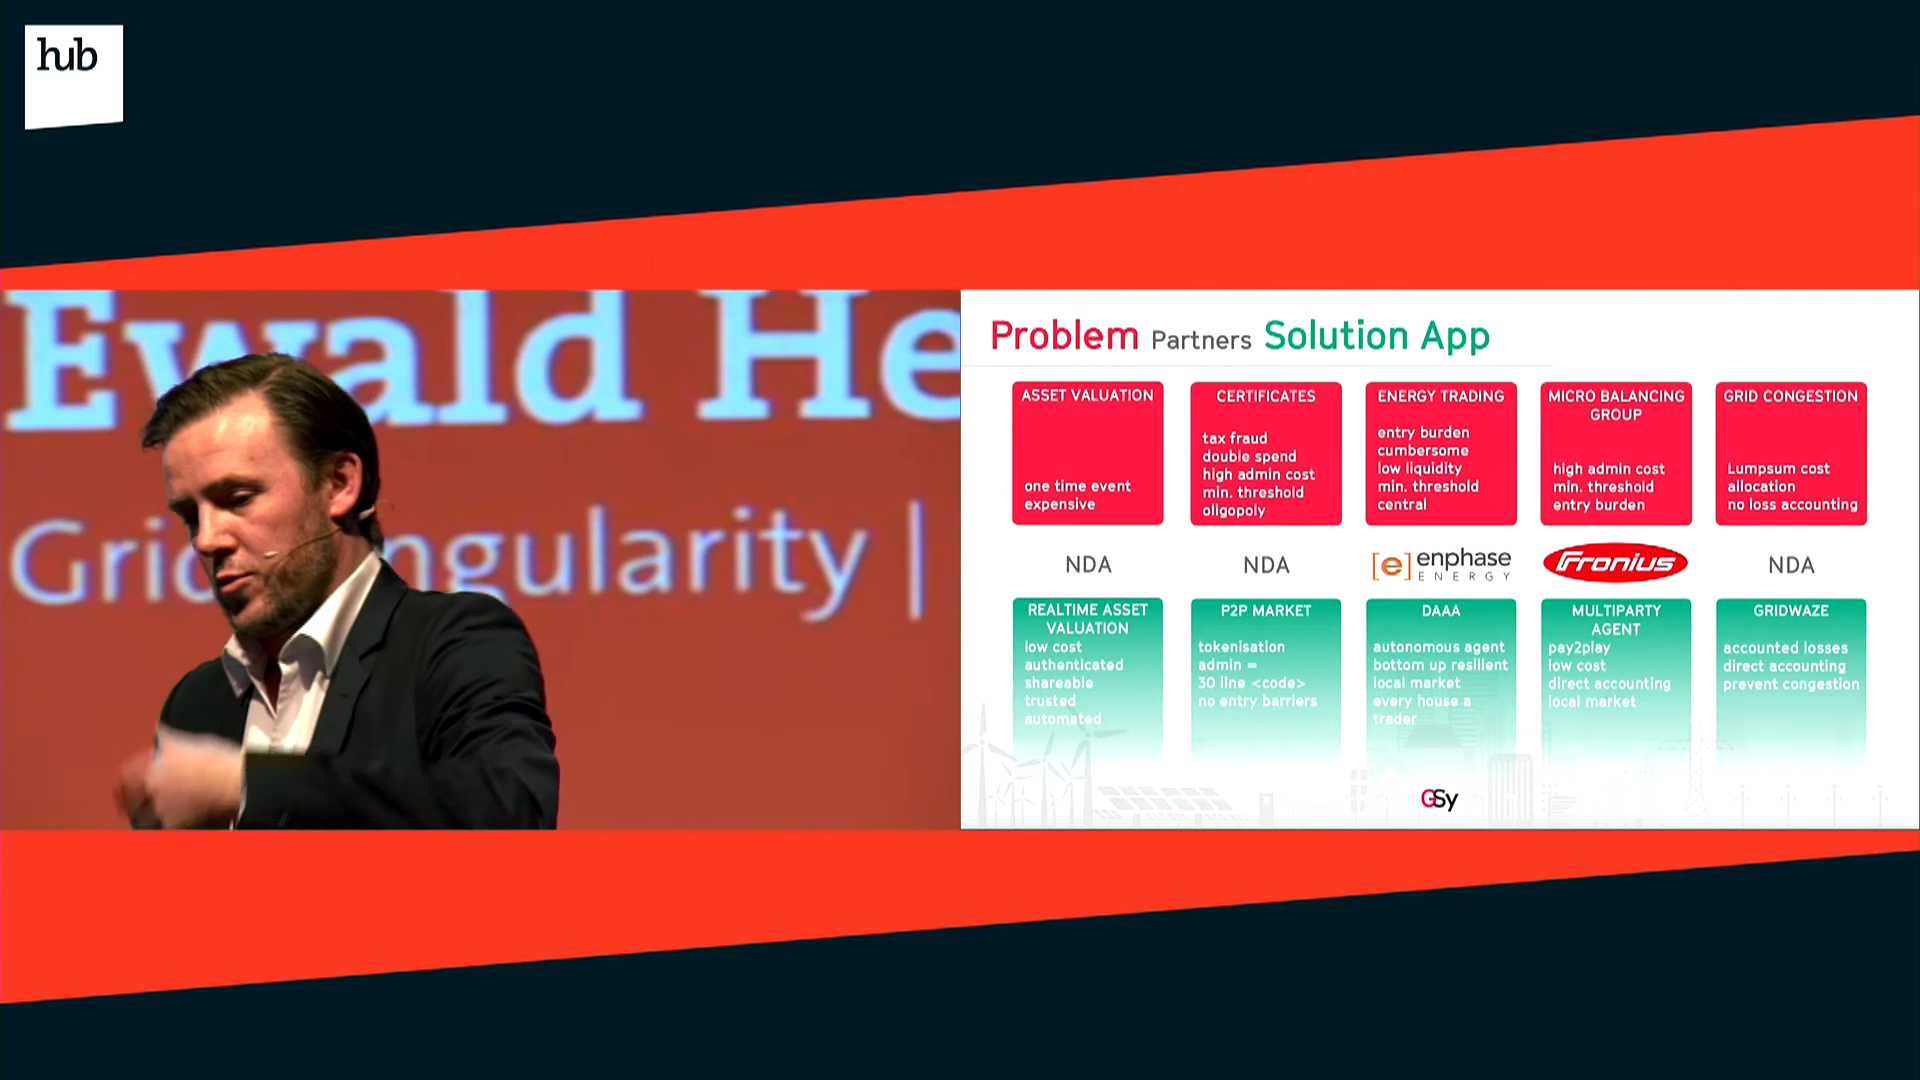 hub
Ewald He
Grid ngularity |
Problem Partners Solution App
ASSET VALUATION
one time event
expensive
CERTIFICATES
tax fraud
double spend
high admin cost
min. threshold
oligopoly
ENERGY TRADING
entry burden
cumbersome
low liquidity
min. threshold
central
MICRO BALANCING
GROUP
high admin cost
min. threshold
entry burden
GRID CONGESTION
Lumpsum cost
allocation
no loss accounting
NDA
NDA
[e] enphase
ENERGY
Fronius
NDA
REALTIME ASSET
VALUATION
low cost
authenticated
shareable
trusted
automated
P2P MARKET
tokenisation
admin =
30 line <code>
no entry barriers
DAAA
autonomous agent
bottom up resilient
local market
every house a
trader
MULTIPARTY
AGENT
pay2play
low cost
direct accounting
local market
GRIDWAZE
accounted losses
direct accounting
prevent congestion
GSy